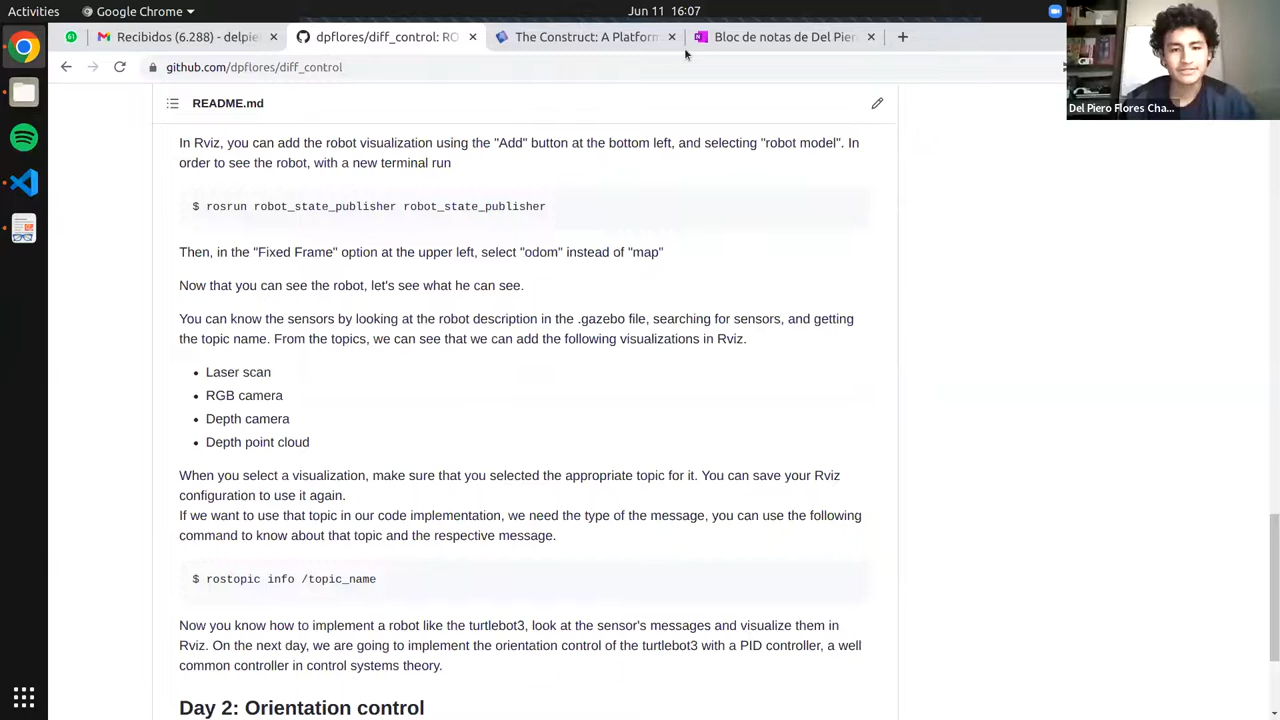 Activities
Google Chrome
Jun 11 16:07
61
Recibidos (6.288) - delpie
dpflores/diff_control: RO
The Construct: A Platform
Bloc de notas de Del Pier
github.com/dpflores/diff_control
Del Piero Flores Cha...
README.md
In Rviz, you can add the robot visualization using the "Add" button at the bottom left, and selecting "robot model". In
order to see the robot, with a new terminal run
$ rosrun robot_state_publisher robot_state_publisher
Then, in the "Fixed Frame" option at the upper left, select "odom" instead of "map"
Now that you can see the robot, let's see what he can see.
You can know the sensors by looking at the robot description in the .gazebo file, searching for sensors, and getting
the topic name. From the topics, we can see that we can add the following visualizations in Rviz.
• Laser scan
• RGB camera
• Depth camera
• Depth point cloud
When you select a visualization, make sure that you selected the appropriate topic for it. You can save your Rviz
configuration to use it again.
If we want to use that topic in our code implementation, we need the type of the message, you can use the following
command to know about that topic and the respective message.
$ rostopic info /topic_name
Now you know how to implement a robot like the turtlebot3, look at the sensor's messages and visualize them in
Rviz. On the next day, we are going to implement the orientation control of the turtlebot3 with a PID controller, a well
common controller in control systems theory.
Day 2: Orientation control